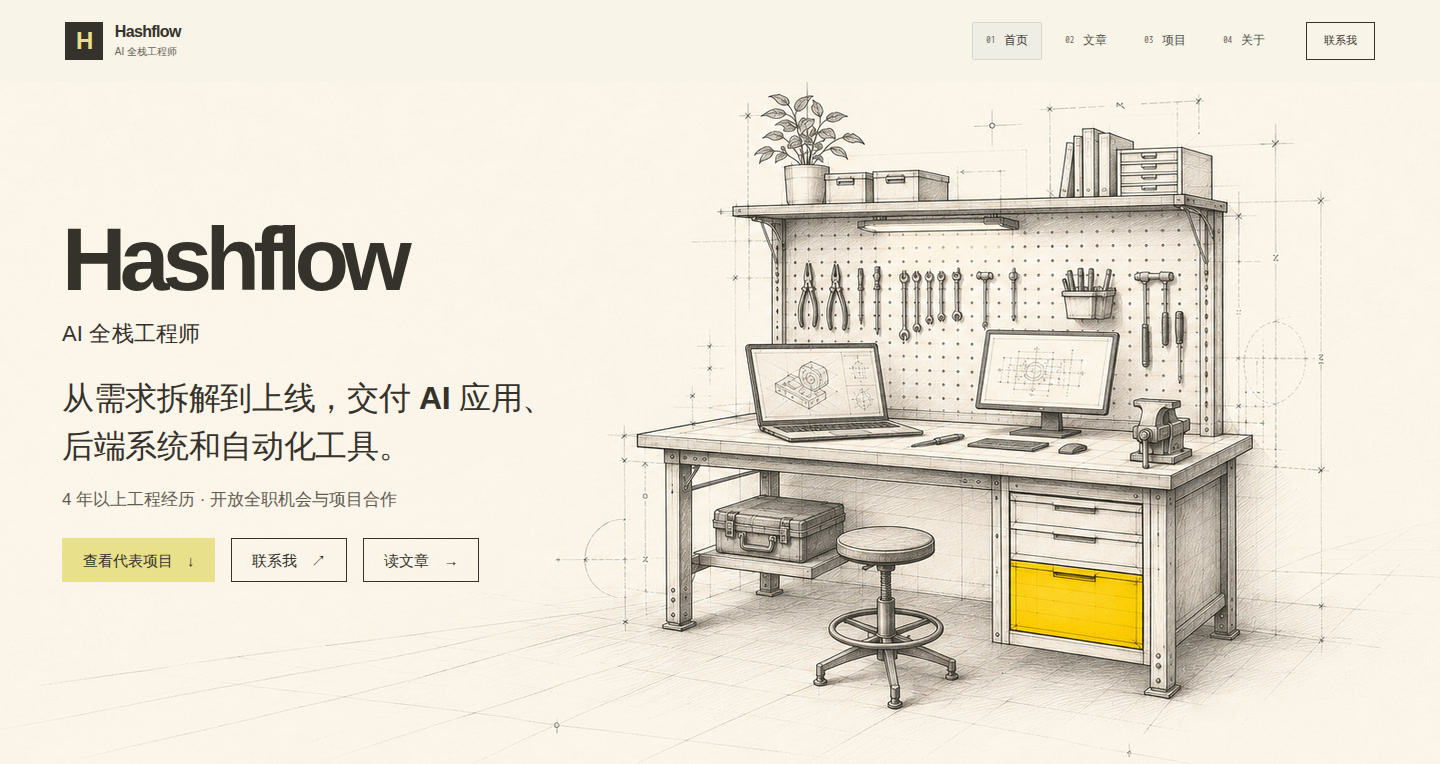 H
Hashflow
AI 全栈工程师
01 首页
02 文章
03 项目
04 关于
联系我
Hashflow
AI 全栈工程师
从需求拆解到上线，交付 AI 应用、
后端系统和自动化工具。
4 年以上工程经历 · 开放全职机会与项目合作
查看代表项目 ↓
联系我 ↗
读文章 →